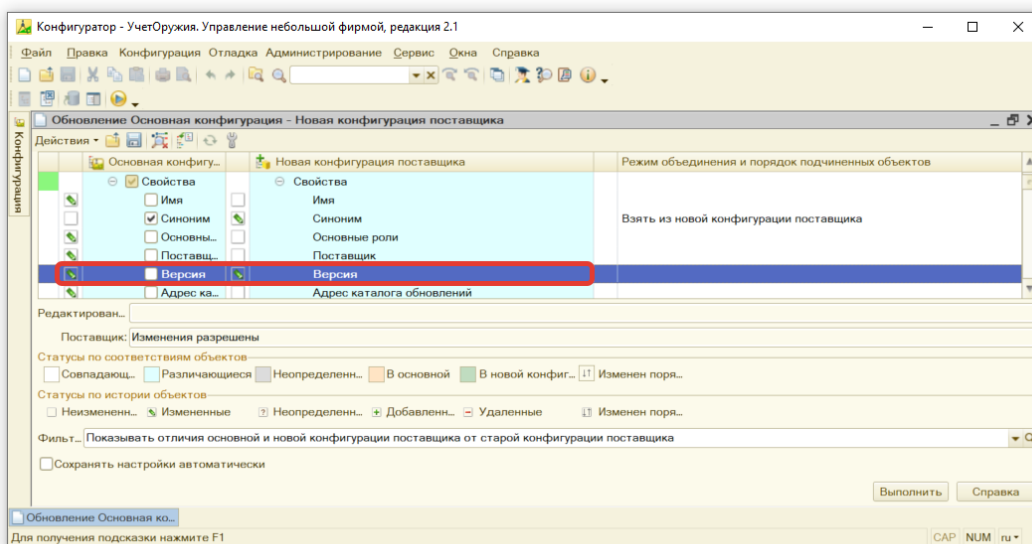 Конфигуратор - УчетОружия. Управление небольшой фирмой, редакция 2.1
Файл Правка Конфигурация Отладка Администрирование Сервис Окна Справка
Конфигурация
Обновление Основная конфигурация - Новая конфигурация поставщика
Действия
Основная конфигу... Новая конфигурация поставщика Режим объединения и порядок подчиненных объектов
Свойства Свойства
Имя Имя
Синоним Синоним Взять из новой конфигурации поставщика
Основны... Основные роли
Поставщ... Поставщик
Версия Версия
Адрес ка... Адрес каталога обновлений
Редактирован...
Поставщик: Изменения разрешены
Статусы по соответствиям объектов
Совпадающ... Различающиеся Неопределенн... В основной В новой конфиг... Изменен поря...
Статусы по истории объектов
Неизмененн... Измененные Неопределенн... Добавленн... Удаленные Изменен поря...
Фильт... Показывать отличия основной и новой конфигурации поставщика от старой конфигурации поставщика
Сохранять настройки автоматически
Выполнить Справка
Обновление Основная ко...
Для получения подсказки нажмите F1 CAP NUM ru